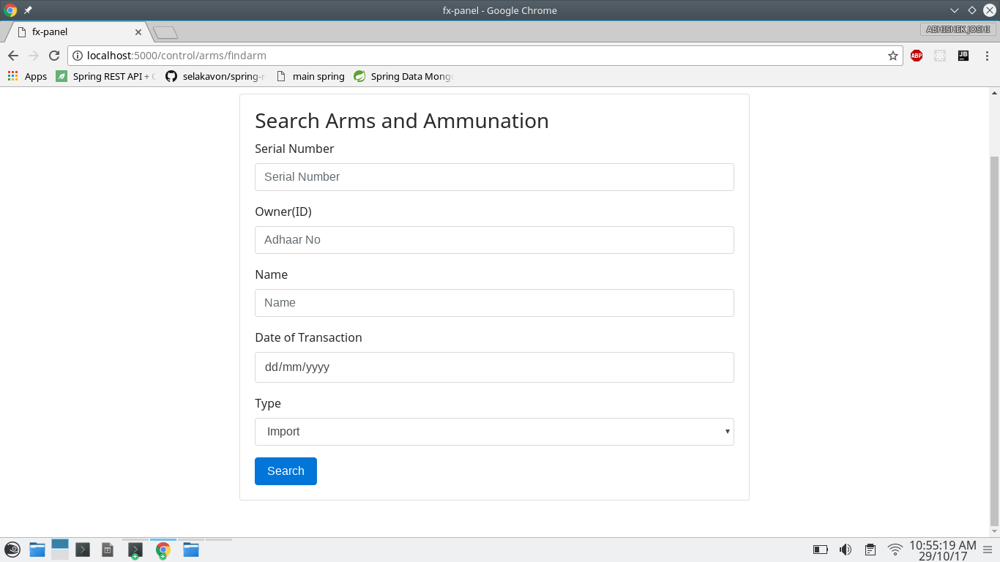 fx-panel - Google Chrome
fx-panel
ABHISHEK JOSHI
localhost:5000/control/arms/findarm
ABP
JB
Apps
Spring REST API +
selakavon/spring-r
main spring
Spring Data Mong
Search Arms and Ammunation
Serial Number
Serial Number
Owner(ID)
Adhaar No
Name
Name
Date of Transaction
dd/mm/yyyy
Type
Import
Search
10:55:19 AM
29/10/17